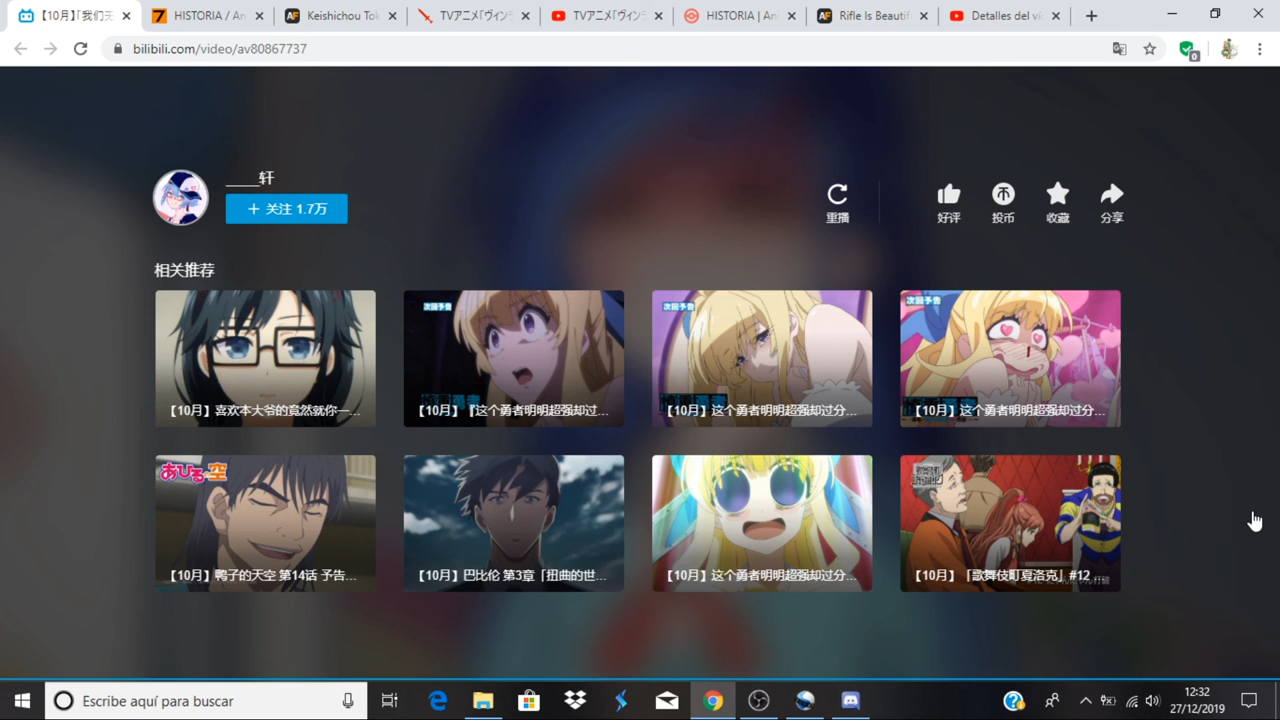 【10月】「我们无
HISTORIA / An
Keishichou Tok
TVアニメ「ヴィンラ
TVアニメ「ヴィンラ
HISTORIA | Ani
Rifle Is Beautif
Detalles del ví
bilibili.com/video/av80867737
0
____轩
+ 关注 1.7万
重播
好评
投币
收藏
分享
相关推荐
次回予告
次回予告
次回予告
【10月】喜欢本大爷的竟然就你一...
【10月】『这个勇者明明超强却过...
【10月】这个勇者明明超强却过分...
【10月】这个勇者明明超强却过分...
あひるの空
【10月】鸭子的天空 第14话 予告...
【10月】巴比伦 第3章「扭曲的世...
【10月】这个勇者明明超强却过分...
【10月】「歌舞伎町夏洛克」#12
Escribe aquí para buscar
12:32
27/12/2019